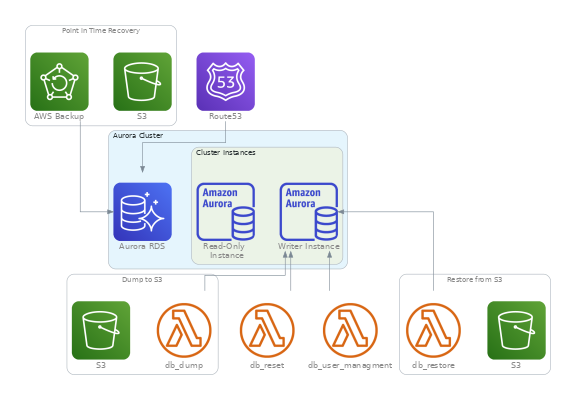 Point In Time Recovery
AWS Backup
S3
53
Route53
Aurora Cluster
Cluster Instances
Aurora RDS
Amazon
Aurora
Read-Only
Instance
Amazon
Aurora
Writer Instance
Dump to S3
S3
db_dump
db_reset
db_user_managment
Restore from S3
db_restore
S3